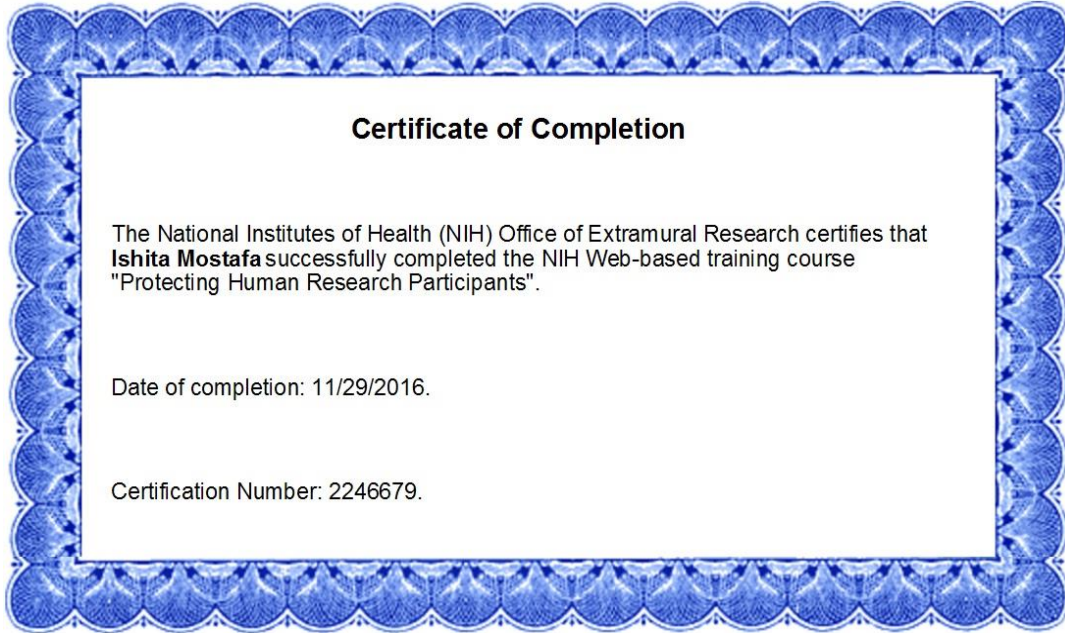 Certificate of Completion
The National Institutes of Health (NIH) Office of Extramural Research certifies that
Ishita Mostafa successfully completed the NIH Web-based training course
"Protecting Human Research Participants".
Date of completion: 11/29/2016.
Certification Number: 2246679.